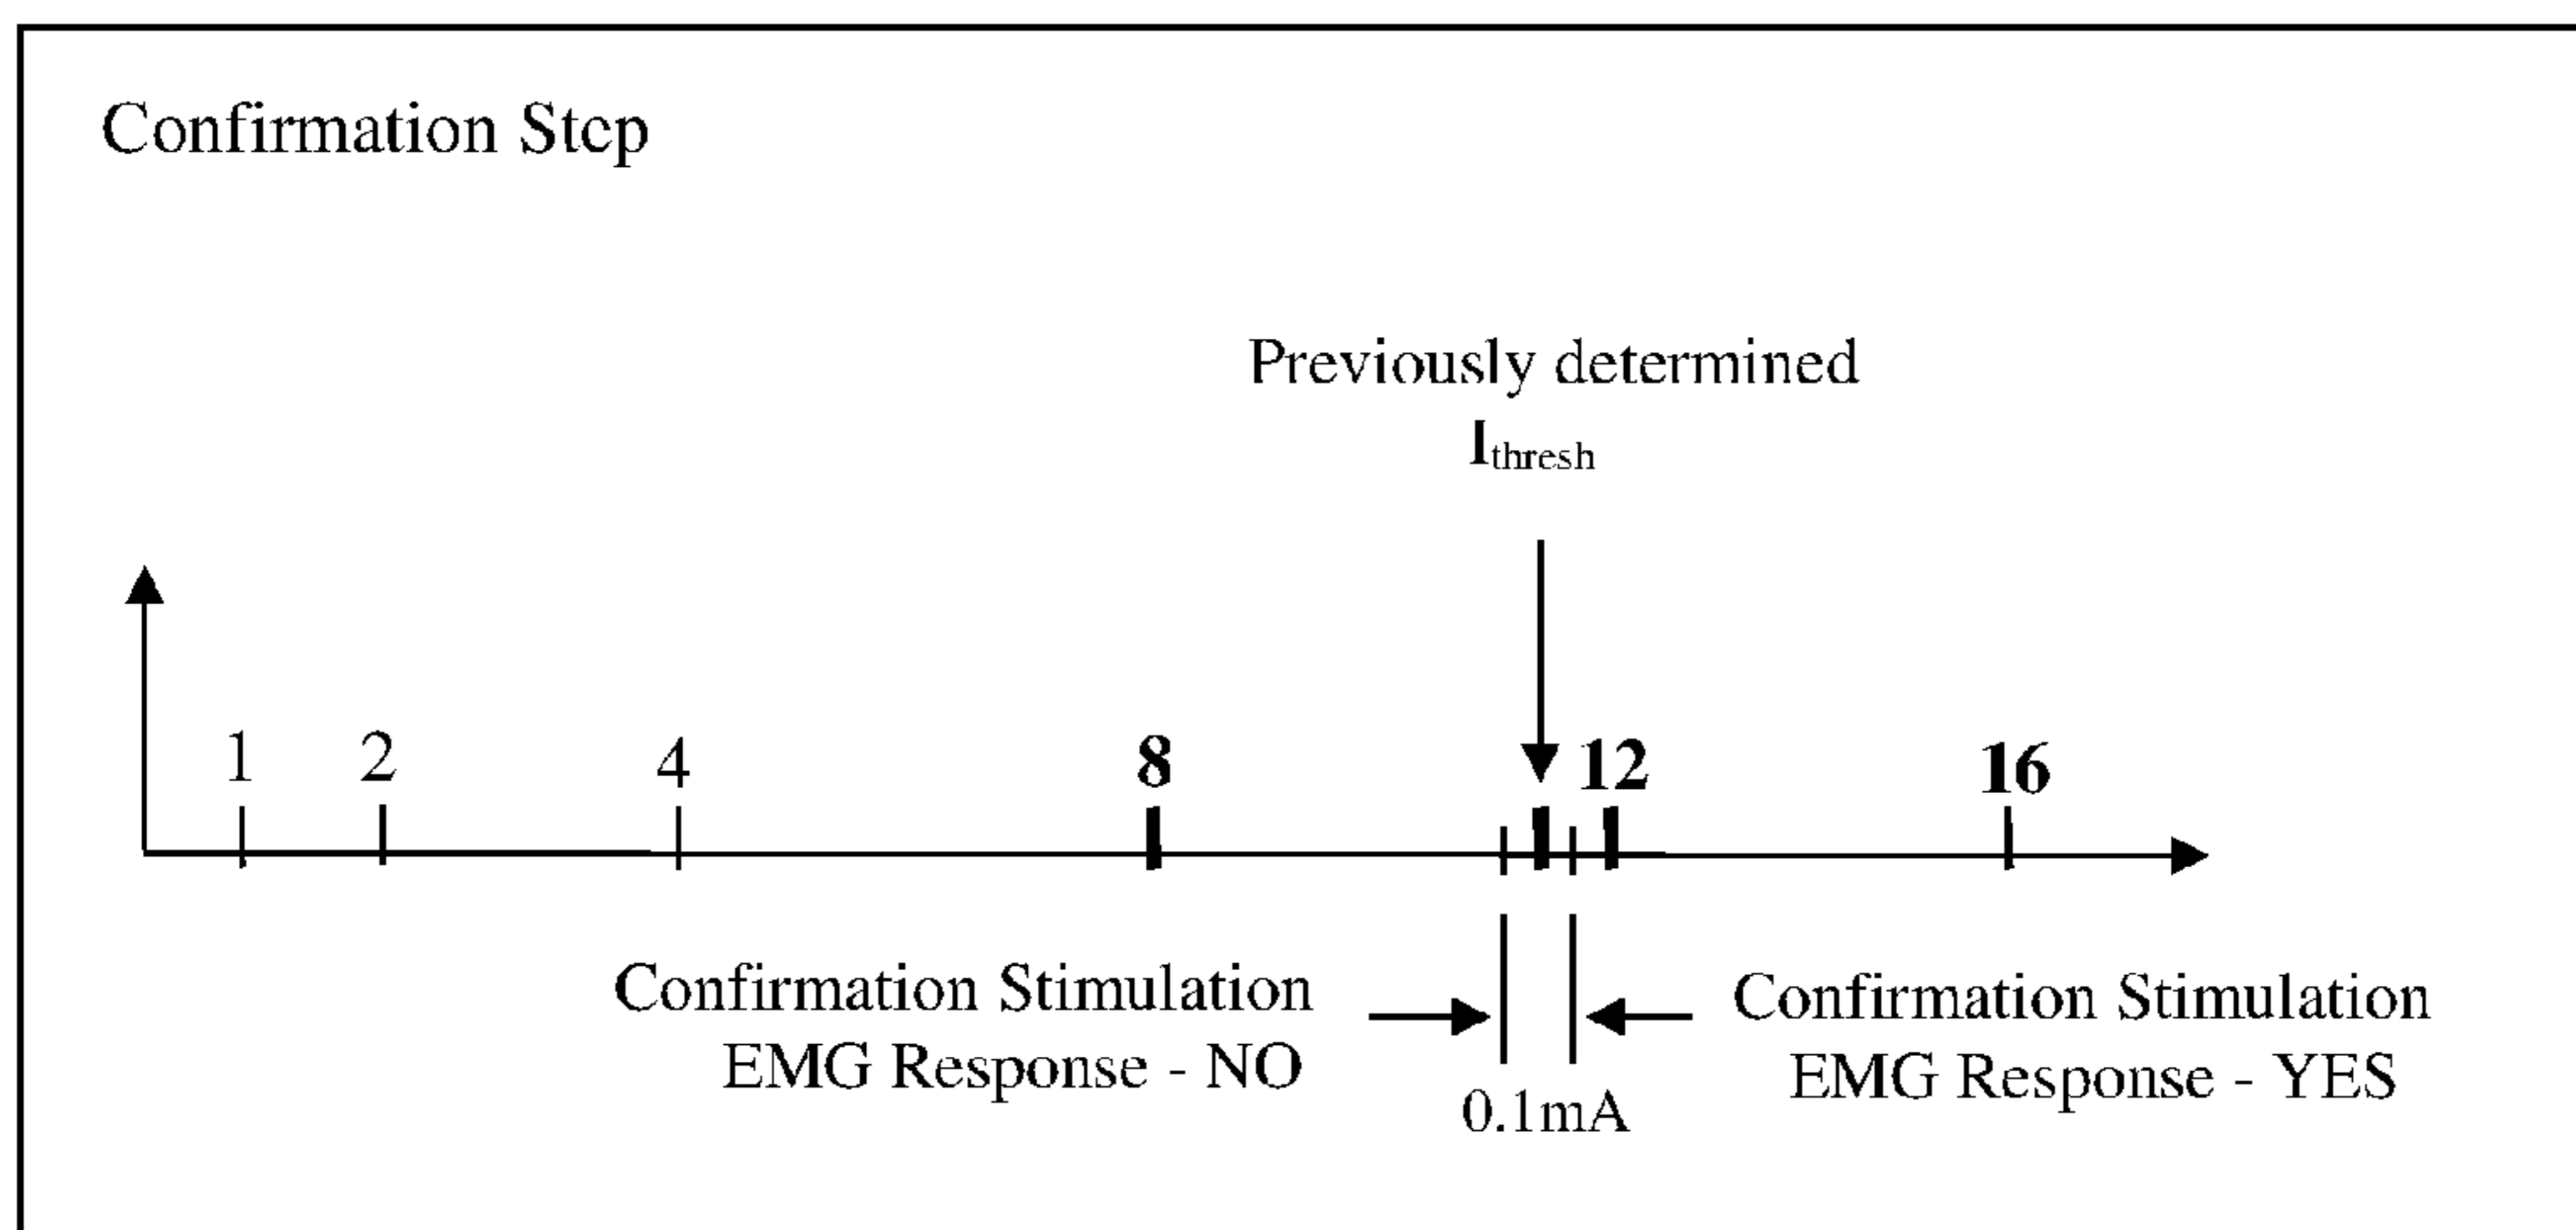 Confirmation Step
Previously determined
Ithresh
1 2 4 8 12 16
Confirmation Stimulation
EMG Response - NO
0.1mA
Confirmation Stimulation
EMG Response - YES